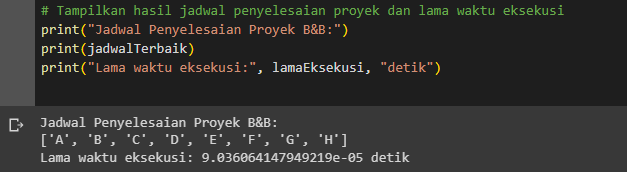 # Tampilkan hasil jadwal penyelesaian proyek dan lama waktu eksekusi
print("Jadwal Penyelesaian Proyek B&B:")
print(jadwalTerbaik)
print("Lama waktu eksekusi:", lamaEksekusi, "detik")
Jadwal Penyelesaian Proyek B&B:
['A', 'B', 'C', 'D', 'E', 'F', 'G', 'H']
Lama waktu eksekusi: 9.036064147949219e-05 detik